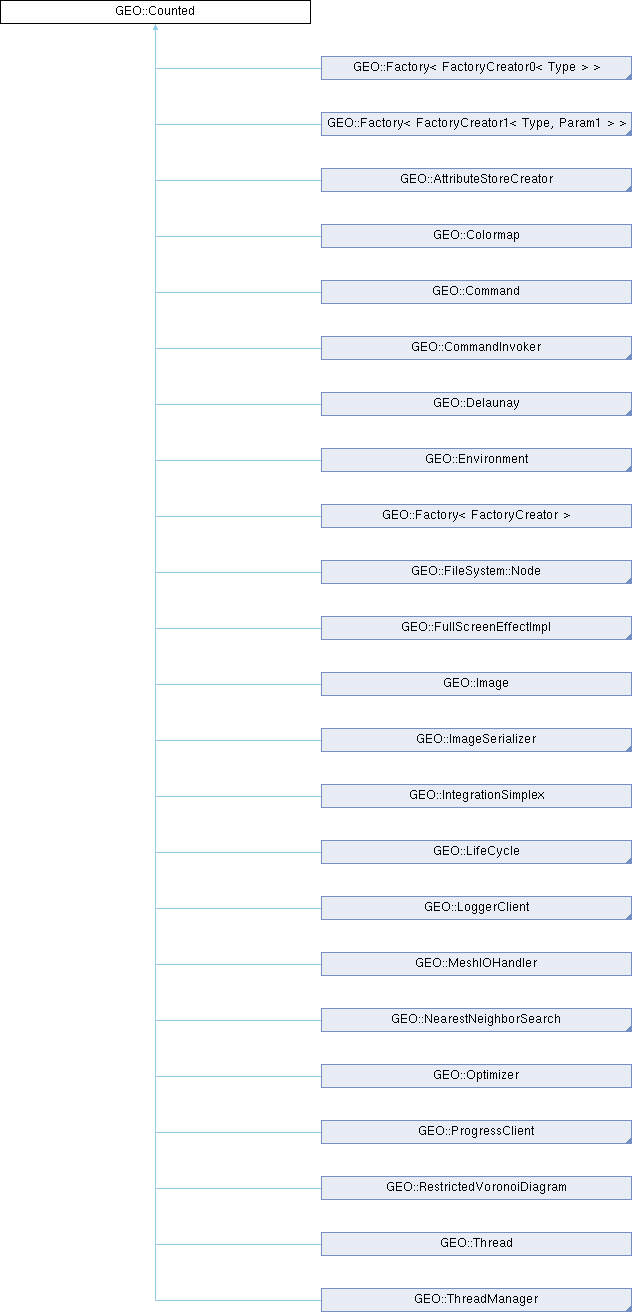 GEO::Counted
GEO::Factory< FactoryCreator0< Type > >
GEO::Factory< FactoryCreator1< Type, Param1 > >
GEO::AttributeStoreCreator
GEO::Colormap
GEO::Command
GEO::CommandInvoker
GEO::Delaunay
GEO::Environment
GEO::Factory< FactoryCreator >
GEO::FileSystem::Node
GEO::FullScreenEffectImpl
GEO::Image
GEO::ImageSerializer
GEO::IntegrationSimplex
GEO::LifeCycle
GEO::LoggerClient
GEO::MeshIOHandler
GEO::NearestNeighborSearch
GEO::Optimizer
GEO::ProgressClient
GEO::RestrictedVoronoiDiagram
GEO::Thread
GEO::ThreadManager